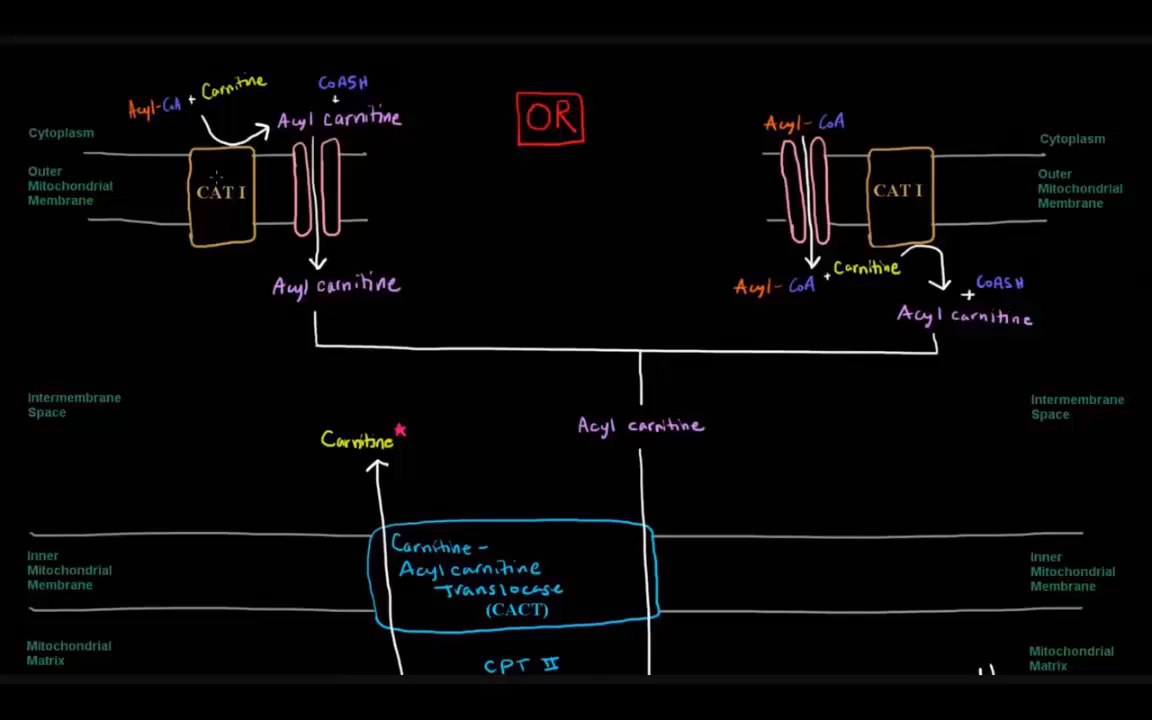 Acyl-CoA + Carnitine
CoASH
+
Acyl carnitine
OR
Acyl-CoA
Cytoplasm
Cytoplasm
CAT I
CAT I
Outer
Mitochondrial
Membrane
Outer
Mitochondrial
Membrane
Acyl carnitine
Acyl-CoA + Carnitine
+ CoASH
Acyl carnitine
Intermembrane
Space
Intermembrane
Space
Carnitine
Acyl carnitine
Carnitine-
Acyl carnitine
Translocase
(CACT)
Inner
Mitochondrial
Membrane
Inner
Mitochondrial
Membrane
Mitochondrial
Matrix
Mitochondrial
Matrix
CPT II